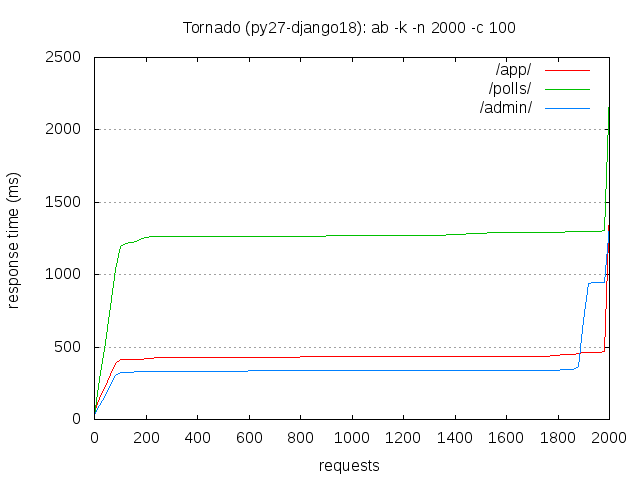 Tornado (py27-django18): ab -k -n 2000 -c 100
/app/
/polls/
/admin/
response time (ms)
2500
2000
1500
1000
500
0
0 200 400 600 800 1000 1200 1400 1600 1800 2000
requests